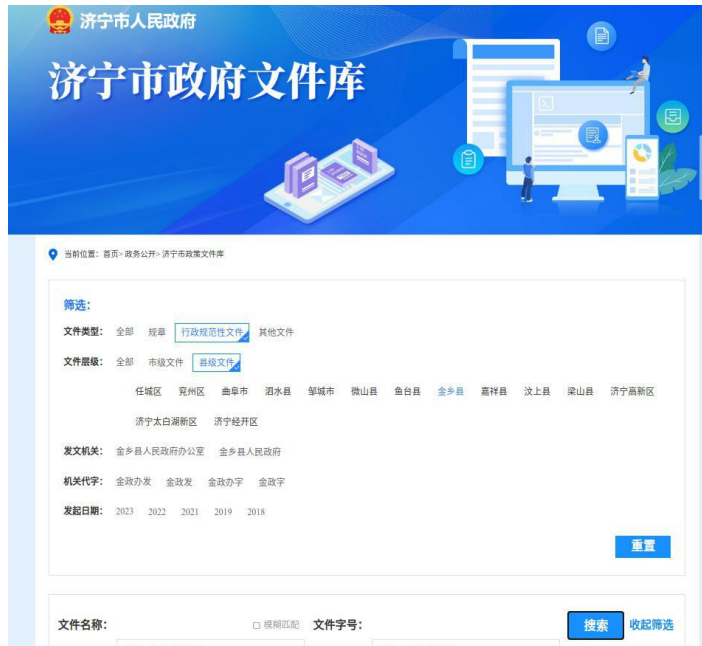 济宁市人民政府
济宁市政府文件库
当前位置：首页>政务公开>济宁市政策文件库
筛选：
文件类型： 全部 规章 行政规范性文件 其他文件
文件层级： 全部 市级文件 县级文件
任城区 兖州区 曲阜市 泗水县 邹城市 微山县 鱼台县 金乡县 嘉祥县 汶上县 梁山县 济宁高新区
济宁太白湖新区 济宁经开区
发文机关： 金乡县人民政府办公室 金乡县人民政府
机关代字： 金政办发 金政发 金政办字 金政字
发起日期： 2023 2022 2021 2019 2018
重置
文件名称： 模糊匹配 文件字号： 搜索 收起筛选